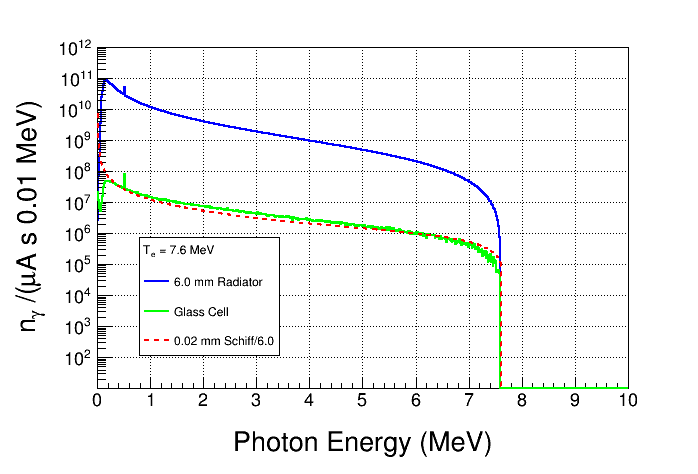 10¹²
10¹¹
10¹⁰
10⁹
10⁸
10⁷
10⁶
10⁵
10⁴
10³
10²
nᵧ /(μA s 0.01 MeV)
Tₑ = 7.6 MeV
6.0 mm Radiator
Glass Cell
0.02 mm Schiff/6.0
0 1 2 3 4 5 6 7 8 9 10
Photon Energy (MeV)